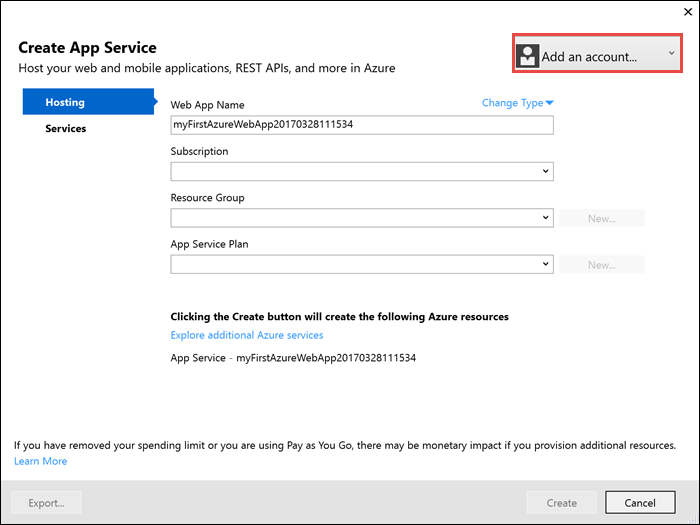 Create App Service
Add an account...
Host your web and mobile applications, REST APIs, and more in Azure
Hosting
Services
Web App Name
Change Type
myFirstAzureWebApp20170328111534
Subscription
Resource Group
New...
App Service Plan
New...
Clicking the Create button will create the following Azure resources
Explore additional Azure services
App Service - myFirstAzureWebApp20170328111534
If you have removed your spending limit or you are using Pay as You Go, there may be monetary impact if you provision additional resources.
Learn More
Export...
Create
Cancel